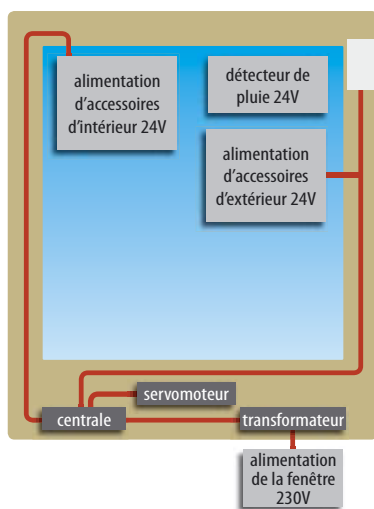 alimentation
d'accessoires
d'intérieur 24V
détecteur de
pluie 24V
alimentation
d'accessoires
d'extérieur 24V
servomoteur
centrale
transformateur
alimentation
de la fenêtre
230V